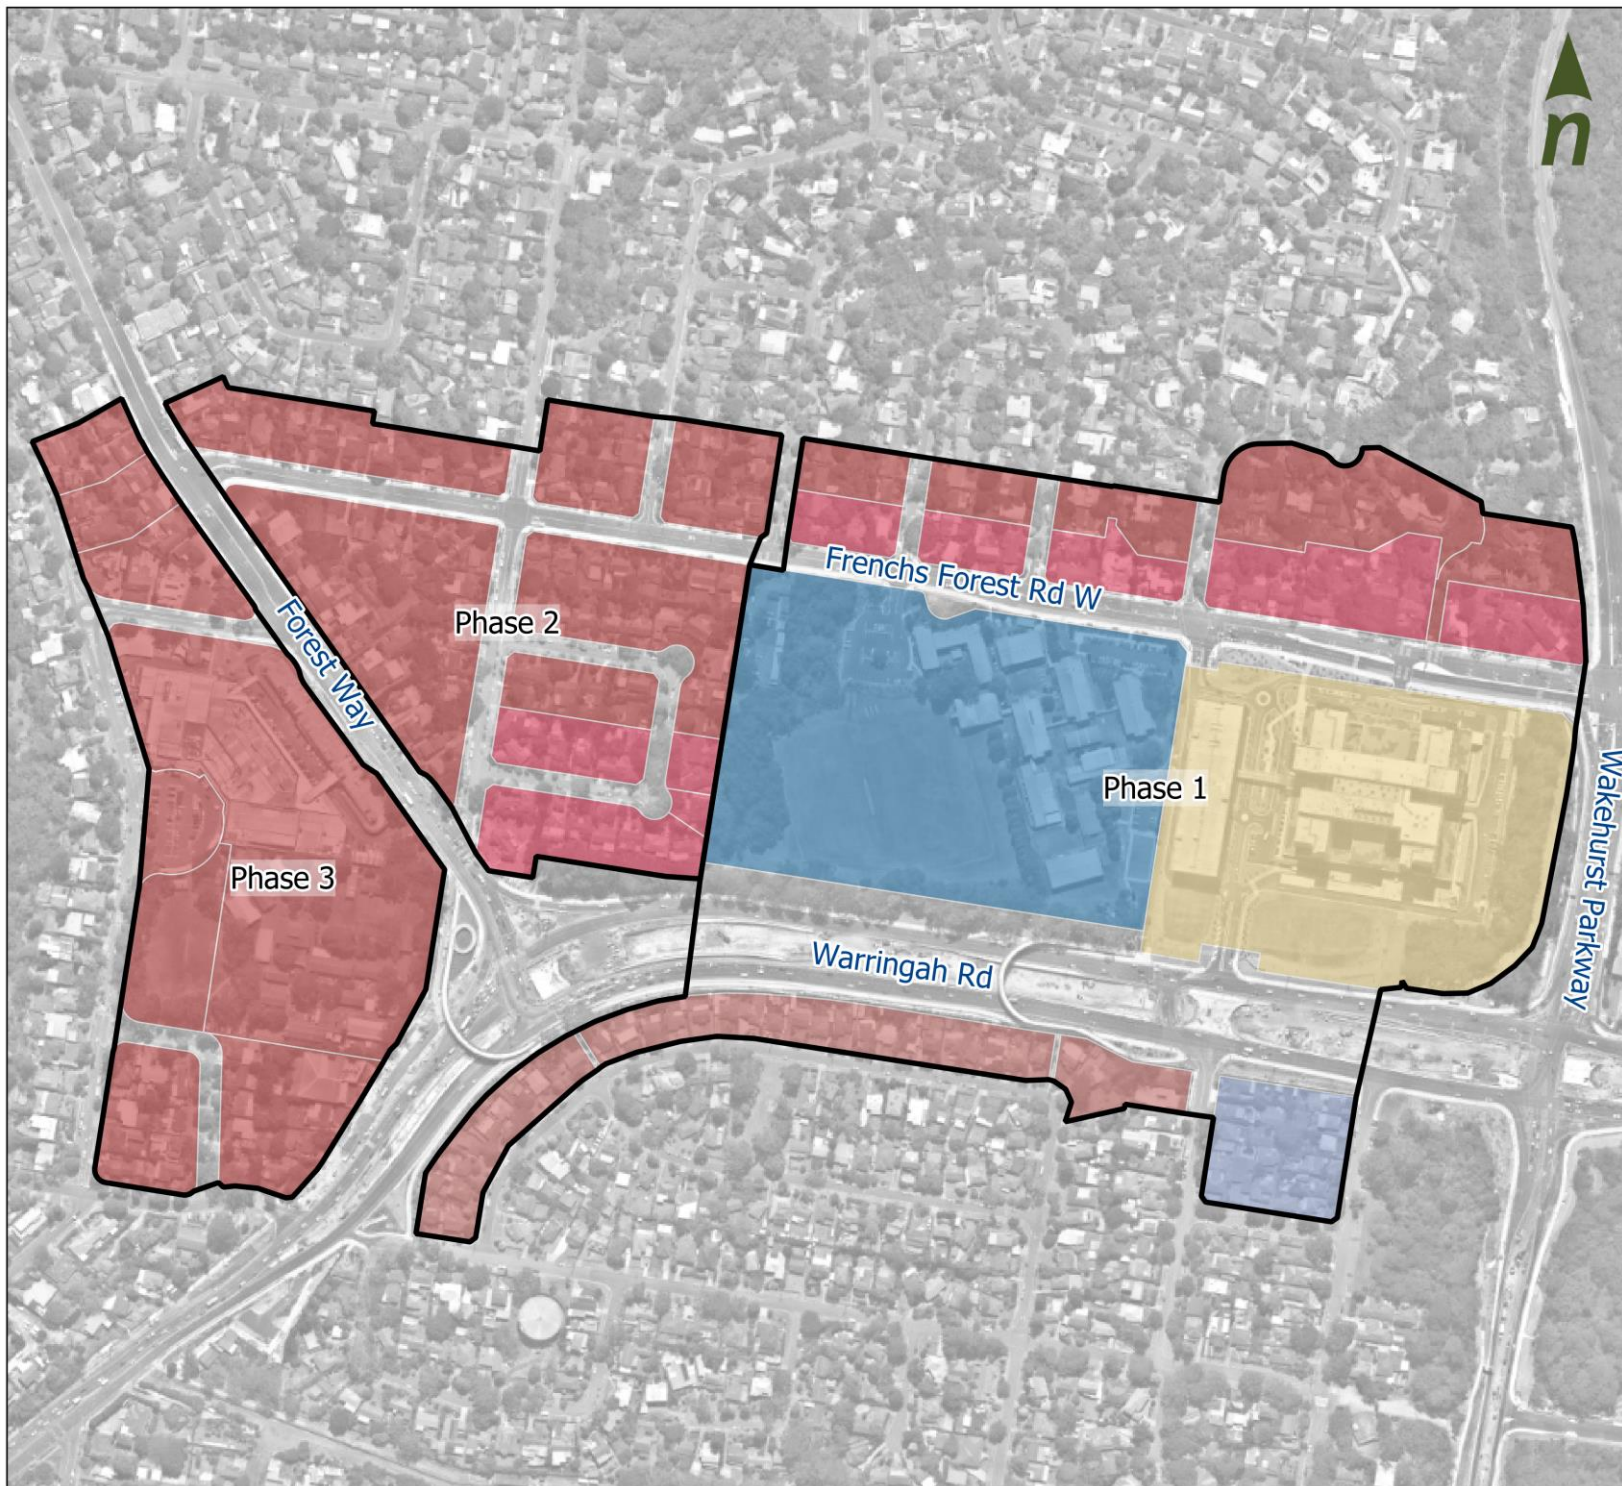 n
Frenchs Forest Rd W
Phase 2
Forest Way
Phase 1
Wakehurst Parkway
Phase 3
Warringah Rd